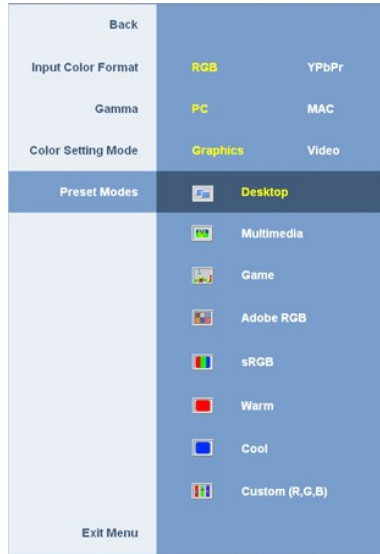 Back
Input Color Format RGB YPbPr
Gamma PC MAC
Color Setting Mode Graphics Video
Preset Modes Desktop
Multimedia
Game
Adobe RGB
sRGB
Warm
Cool
Custom (R,G,B)
Exit Menu